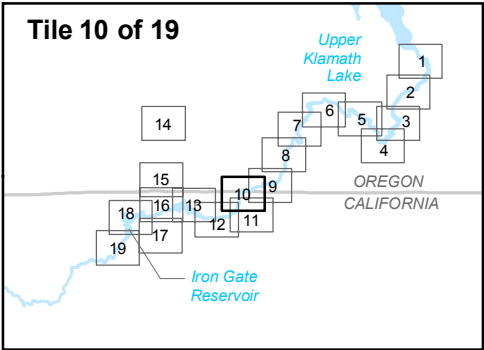 Tile 10 of 19
Upper
Klamath
Lake
1
2
3
4
5
6
7
8
9
10
11
12
13
14
15
16
17
18
19
OREGON
CALIFORNIA
Iron Gate
Reservoir